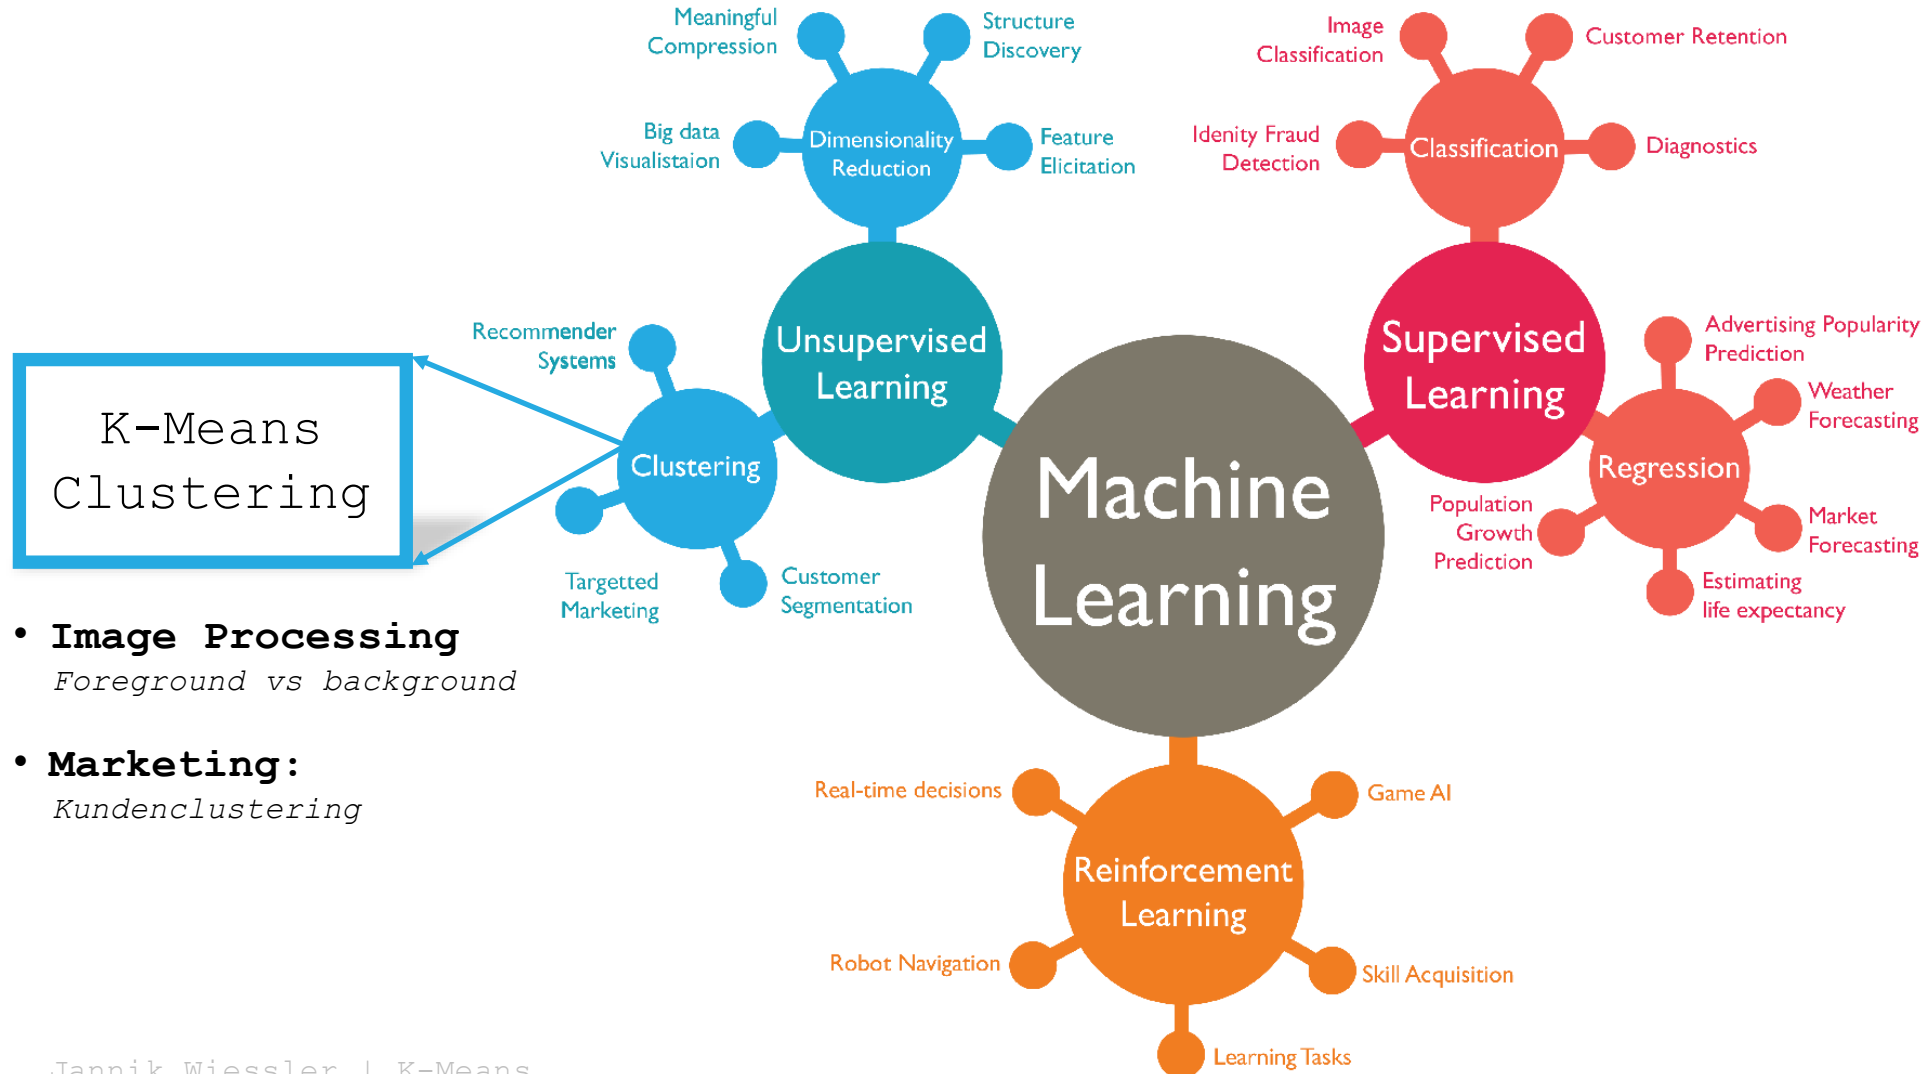 Meaningful
Compression
Structure
Discovery
Big data
Visualistaion
Dimensionality
Reduction
Feature
Elicitation
Image
Classification
Customer Retention
Idenity Fraud
Detection
Classification
Diagnostics
Recommender
Systems
Unsupervised
Learning
Supervised
Learning
Advertising Popularity
Prediction
Weather
Forecasting
K-Means
Clustering
Clustering
Machine
Learning
Regression
Population
Growth
Prediction
Market
Forecasting
Targetted
Marketing
Customer
Segmentation
Estimating
life expectancy
• Image Processing
Foreground vs background
• Marketing:
Kundenclustering
Real-time decisions
Game AI
Reinforcement
Learning
Robot Navigation
Skill Acquisition
Learning Tasks
Jannik Wiessler | K-Means